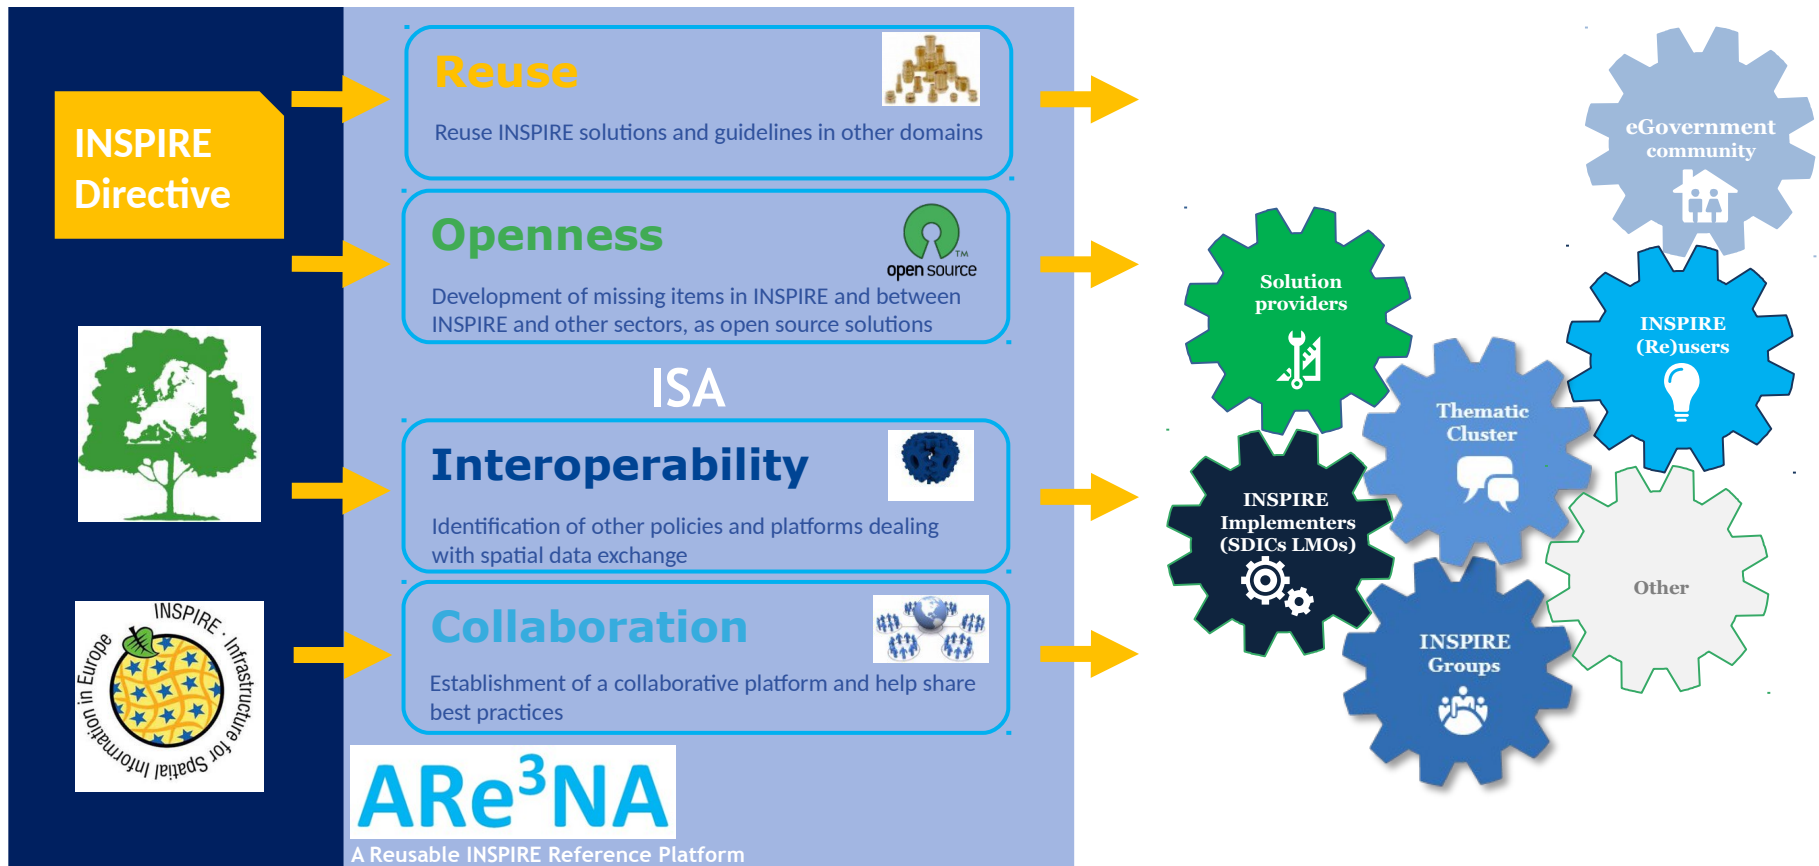 INSPIRE
Directive
INSPIRE · Infrastructure for Spatial Information in Europe
Reuse
Reuse INSPIRE solutions and guidelines in other domains
Openness
TM
open source
Development of missing items in INSPIRE and between
INSPIRE and other sectors, as open source solutions
ISA
Interoperability
Identification of other policies and platforms dealing
with spatial data exchange
Collaboration
Establishment of a collaborative platform and help share
best practices
ARe³NA
A Reusable INSPIRE Reference Platform
eGovernment
community
Solution
providers
INSPIRE
(Re)users
Thematic
Cluster
INSPIRE
Implementers
(SDICs LMOs)
Other
INSPIRE
Groups